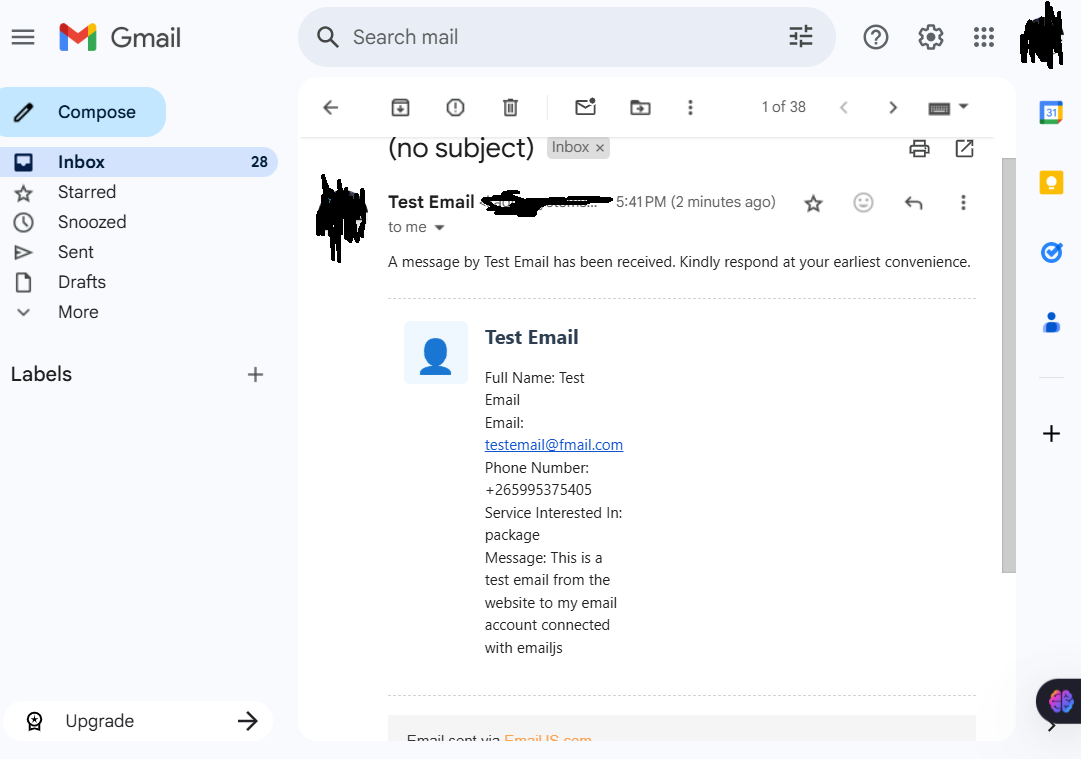 Gmail
Search mail
Compose
1 of 38
Inbox 28
Starred
Snoozed
Sent
Drafts
More
Labels
Upgrade
(no subject) Inbox ×
Test Email 5:41 PM (2 minutes ago)
to me
A message by Test Email has been received. Kindly respond at your earliest convenience.
Test Email
Full Name: Test
Email
Email:
testemail@fmail.com
Phone Number:
+265995375405
Service Interested In:
package
Message: This is a
test email from the
website to my email
account connected
with emailjs
Email sent via EmailJS.com
31